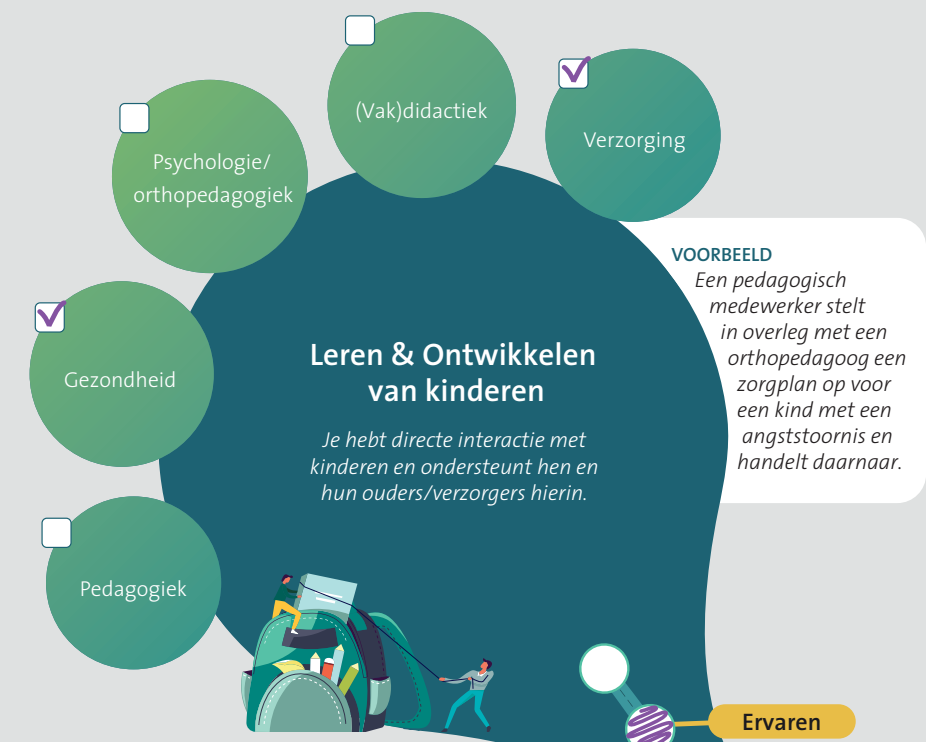 (Vak)didactiek
Verzorging
Psychologie/
orthopedagogiek
Gezondheid
Pedagogiek
Leren & Ontwikkelen
van kinderen
Je hebt directe interactie met
kinderen en ondersteunt hen en
hun ouders/verzorgers hierin.
VOORBEELD
Een pedagogisch
medewerker stelt
in overleg met een
orthopedagoog een
zorgplan op voor
een kind met een
angststoornis en
handelt daarnaar.
Ervaren